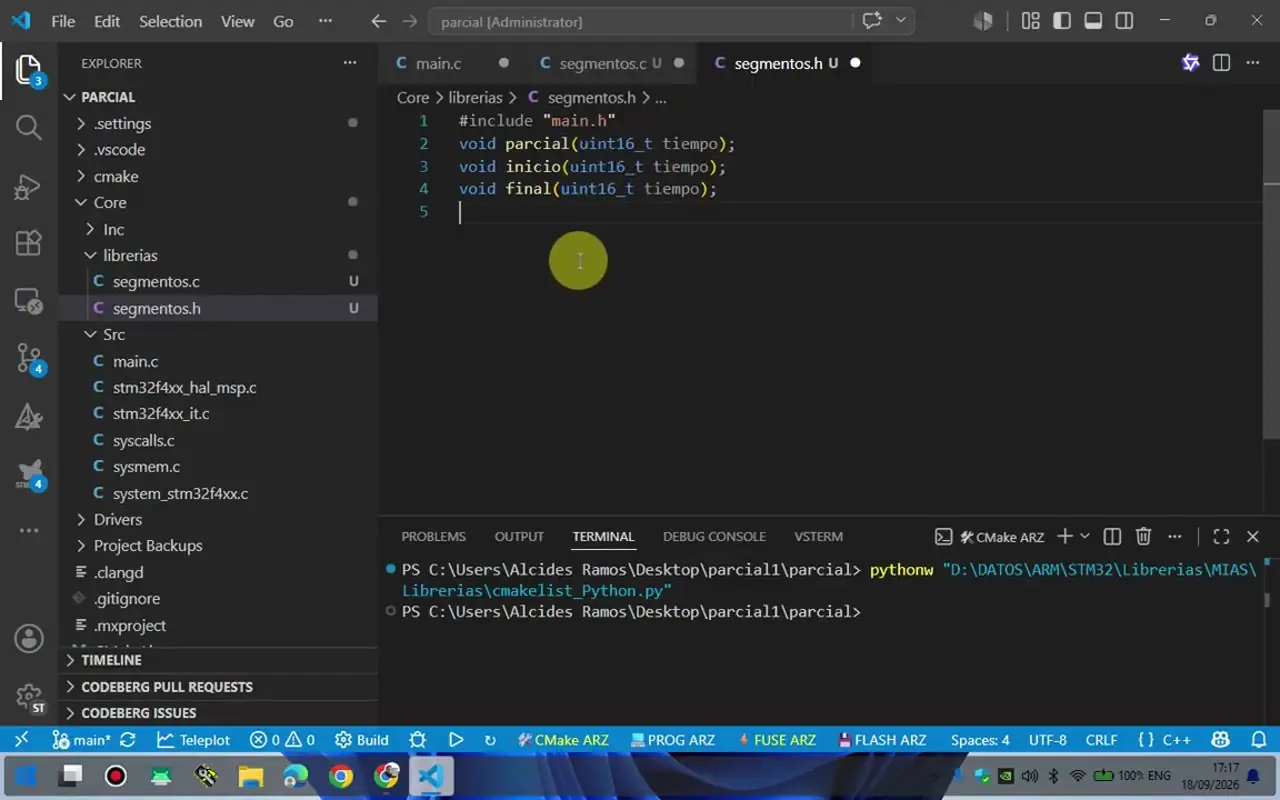 File Edit Selection View Go ··· parcial [Administrator]
EXPLORER
main.c segmentos.c U segmentos.h U
PARCIAL
Core > librerias > C segmentos.h > ...
.settings
.vscode
cmake
Core
Inc
librerias
segmentos.c U
segmentos.h U
Src
main.c
stm32f4xx_hal_msp.c
stm32f4xx_it.c
syscalls.c
sysmem.c
system_stm32f4xx.c
Drivers
Project Backups
.clangd
.gitignore
.mxproject
TIMELINE
CODEBERG PULL REQUESTS
CODEBERG ISSUES
3
4
4
ST
1 #include "main.h"
2 void parcial(uint16_t tiempo);
3 void inicio(uint16_t tiempo);
4 void final(uint16_t tiempo);
5
PROBLEMS OUTPUT TERMINAL DEBUG CONSOLE VSTERM CMake ARZ
PS C:\Users\Alcides Ramos\Desktop\parcial1\parcial> pythonw "D:\DATOS\ARM\STM32\Librerias\MIAS\
Librerias\cmakelist_Python.py"
PS C:\Users\Alcides Ramos\Desktop\parcial1\parcial>
main* Teleplot 0 0 Build CMake ARZ PROG ARZ FUSE ARZ FLASH ARZ Spaces: 4 UTF-8 CRLF {} C++
100% ENG 17:17
18/09/2026